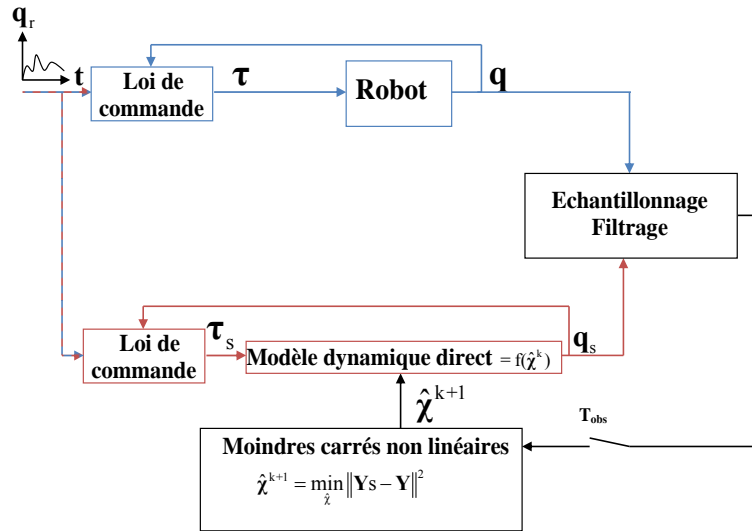 q_r
t
Loi de
commande
τ
Robot
q
Echantillonnage
Filtrage
Loi de
commande
τ_s
Modèle dynamique direct = f(χ̂^k)
q_s
χ̂^{k+1}
T_obs
Moindres carrés non linéaires
χ̂^{k+1} = min_χ̂ ‖Ys − Y‖²